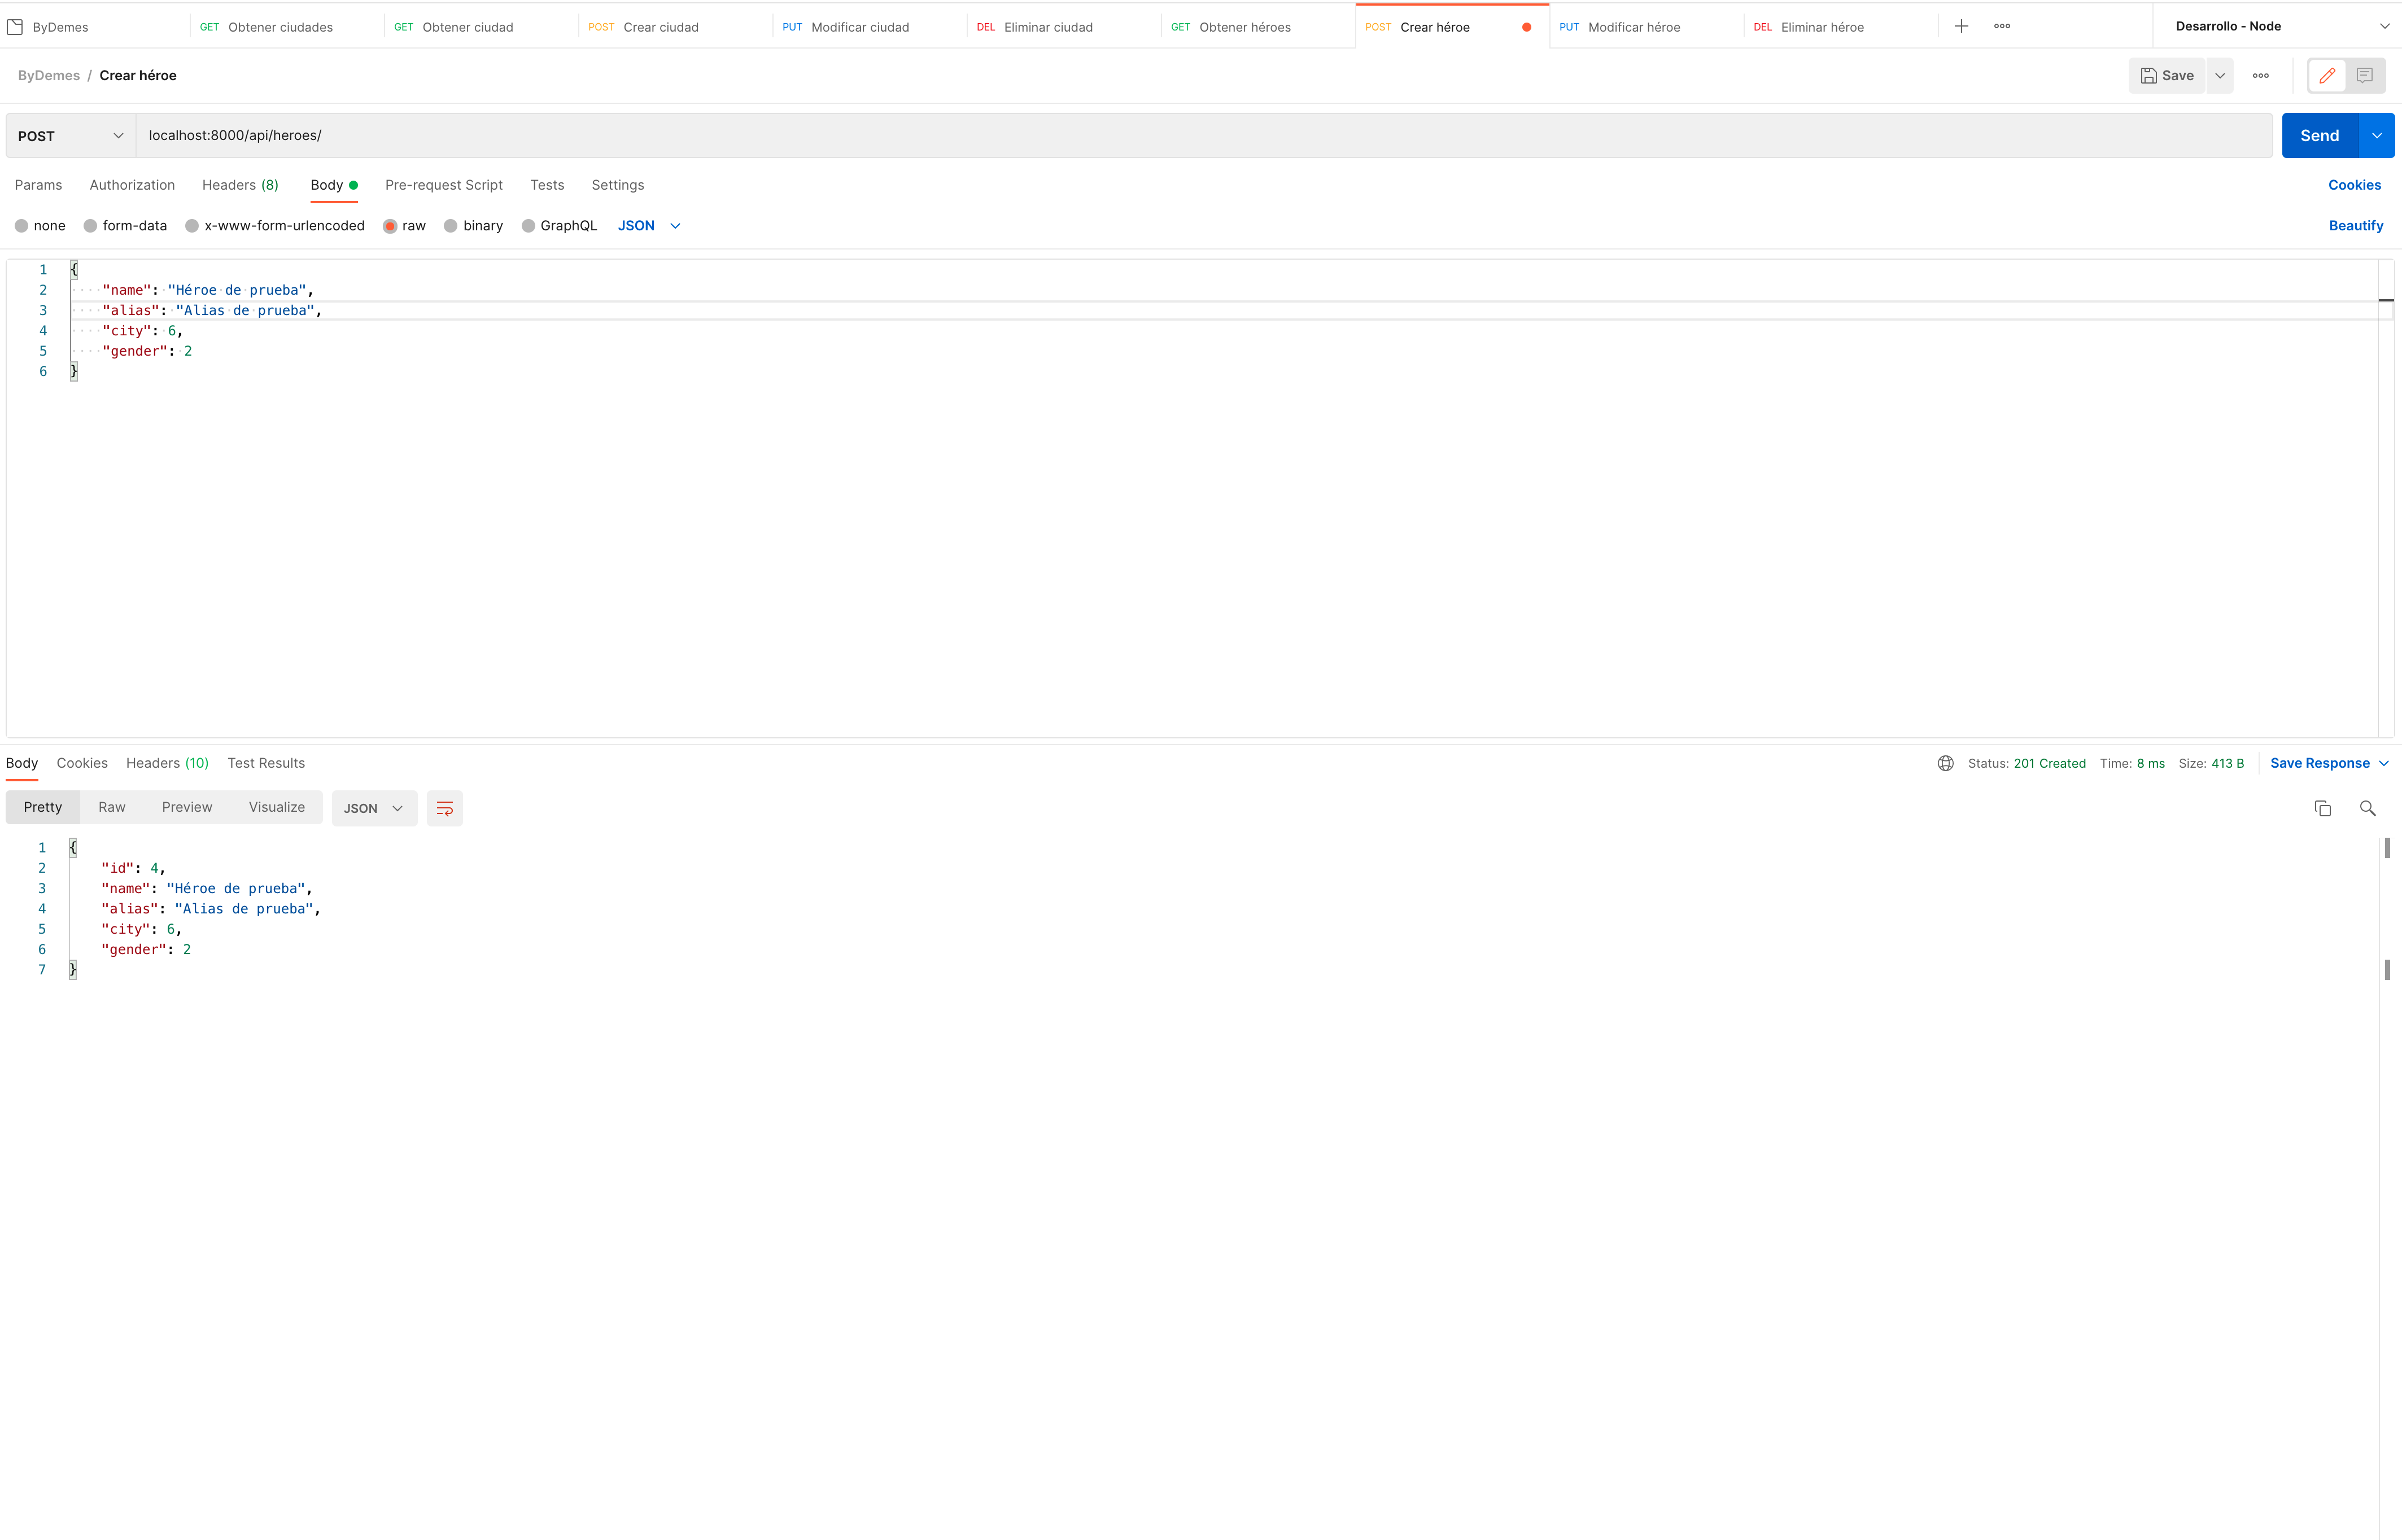 ByDemes GET Obtener ciudades GET Obtener ciudad POST Crear ciudad PUT Modificar ciudad DEL Eliminar ciudad GET Obtener héroes POST Crear héroe PUT Modificar héroe DEL Eliminar héroe Desarrollo - Node
ByDemes / Crear héroe Save
POST localhost:8000/api/heroes/ Send
Params Authorization Headers (8) Body Pre-request Script Tests Settings Cookies
none form-data x-www-form-urlencoded raw binary GraphQL JSON Beautify
1 {
2 "name": "Héroe de prueba",
3 "alias": "Alias de prueba",
4 "city": 6,
5 "gender": 2
6 }
Body Cookies Headers (10) Test Results Status: 201 Created Time: 8 ms Size: 413 B Save Response
Pretty Raw Preview Visualize JSON
1 {
2 "id": 4,
3 "name": "Héroe de prueba",
4 "alias": "Alias de prueba",
5 "city": 6,
6 "gender": 2
7 }